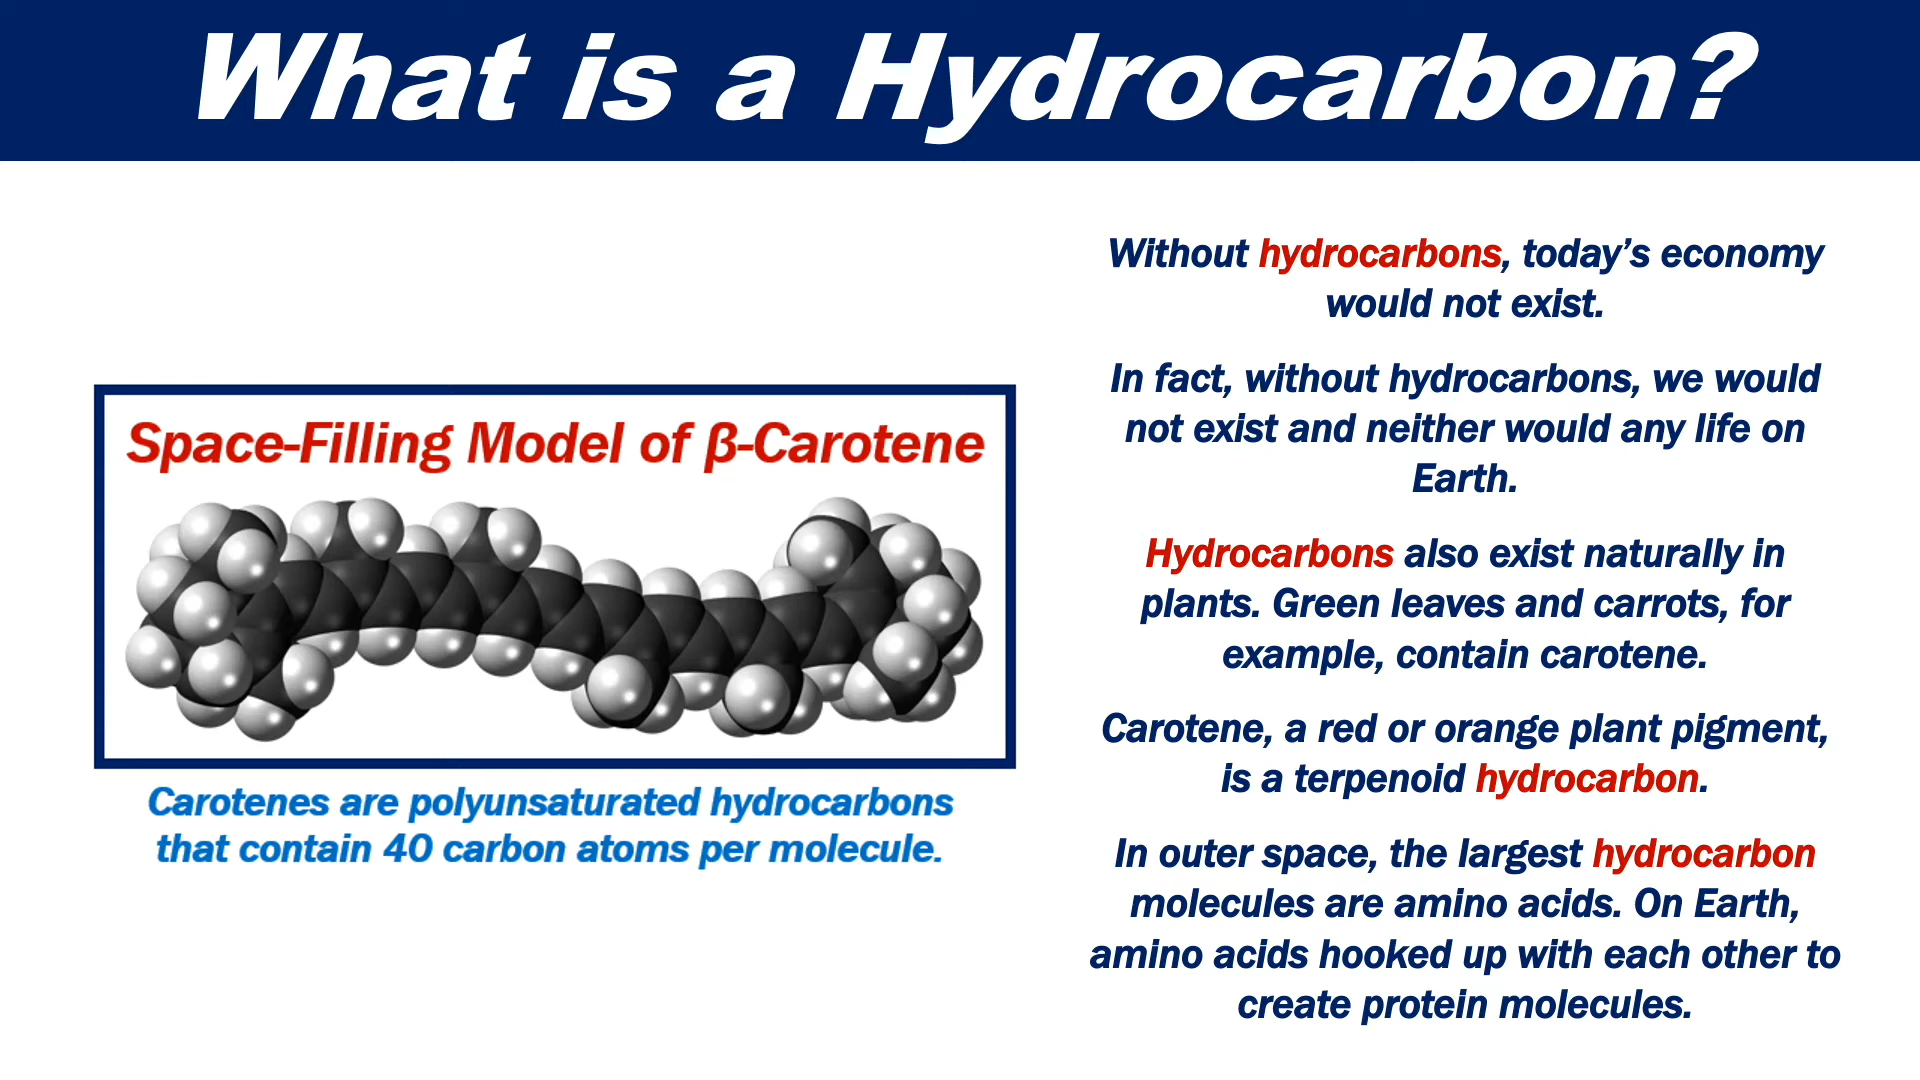 What is a Hydrocarbon?
Space-Filling Model of β-Carotene
Carotenes are polyunsaturated hydrocarbons
that contain 40 carbon atoms per molecule.
Without hydrocarbons, today’s economy
would not exist.
In fact, without hydrocarbons, we would
not exist and neither would any life on
Earth.
Hydrocarbons also exist naturally in
plants. Green leaves and carrots, for
example, contain carotene.
Carotene, a red or orange plant pigment,
is a terpenoid hydrocarbon.
In outer space, the largest hydrocarbon
molecules are amino acids. On Earth,
amino acids hooked up with each other to
create protein molecules.